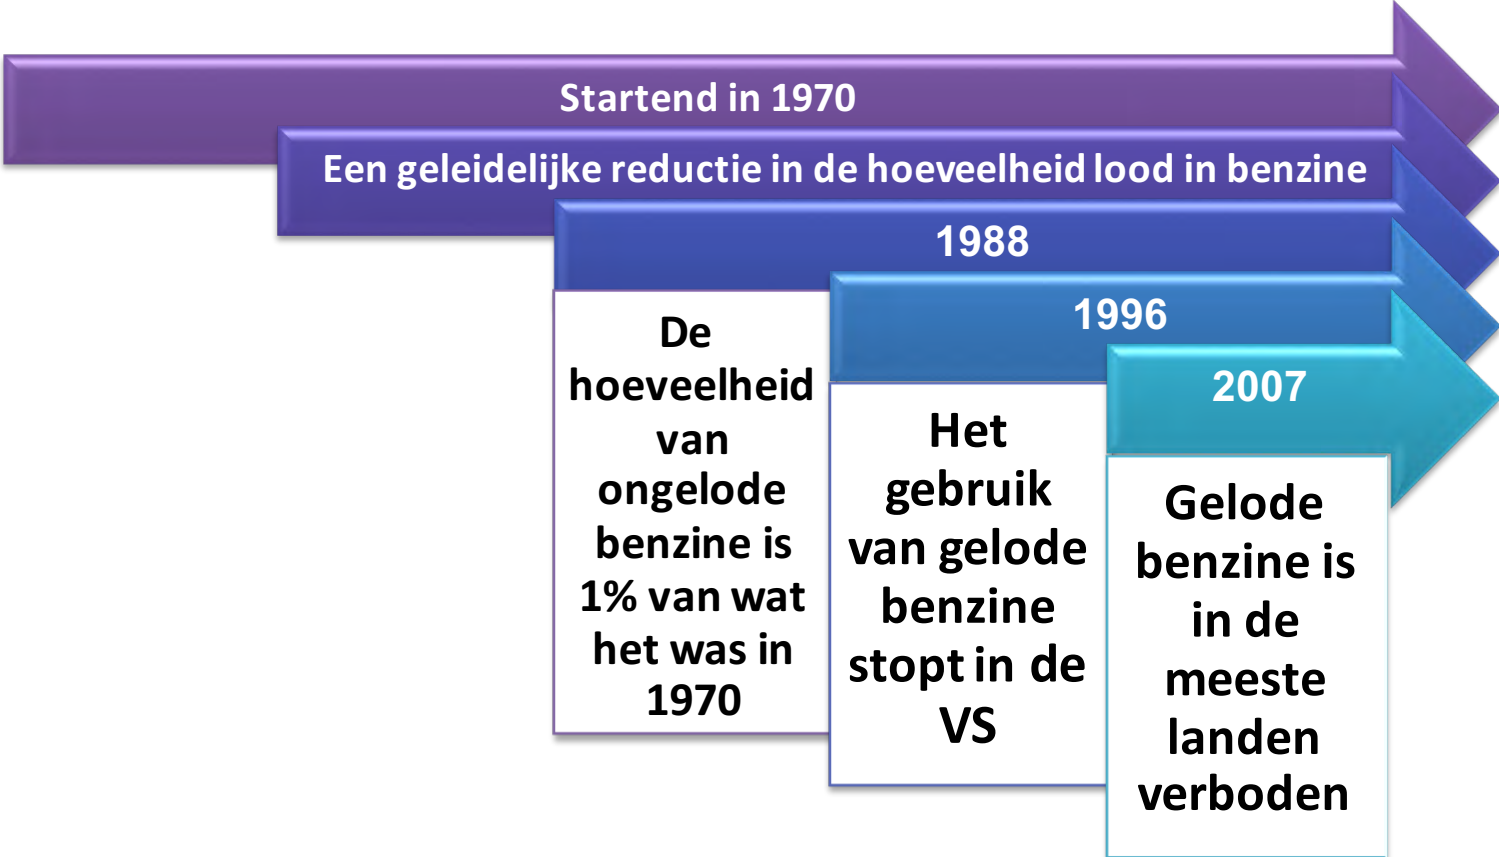 Startend in 1970
Een geleidelijke reductie in de hoeveelheid lood in benzine
1988
De
hoeveelheid
van
ongelode
benzine is
1% van wat
het was in
1970
1996
Het
gebruik
van gelode
benzine
stopt in de
VS
2007
Gelode
benzine is
in de
meeste
landen
verboden